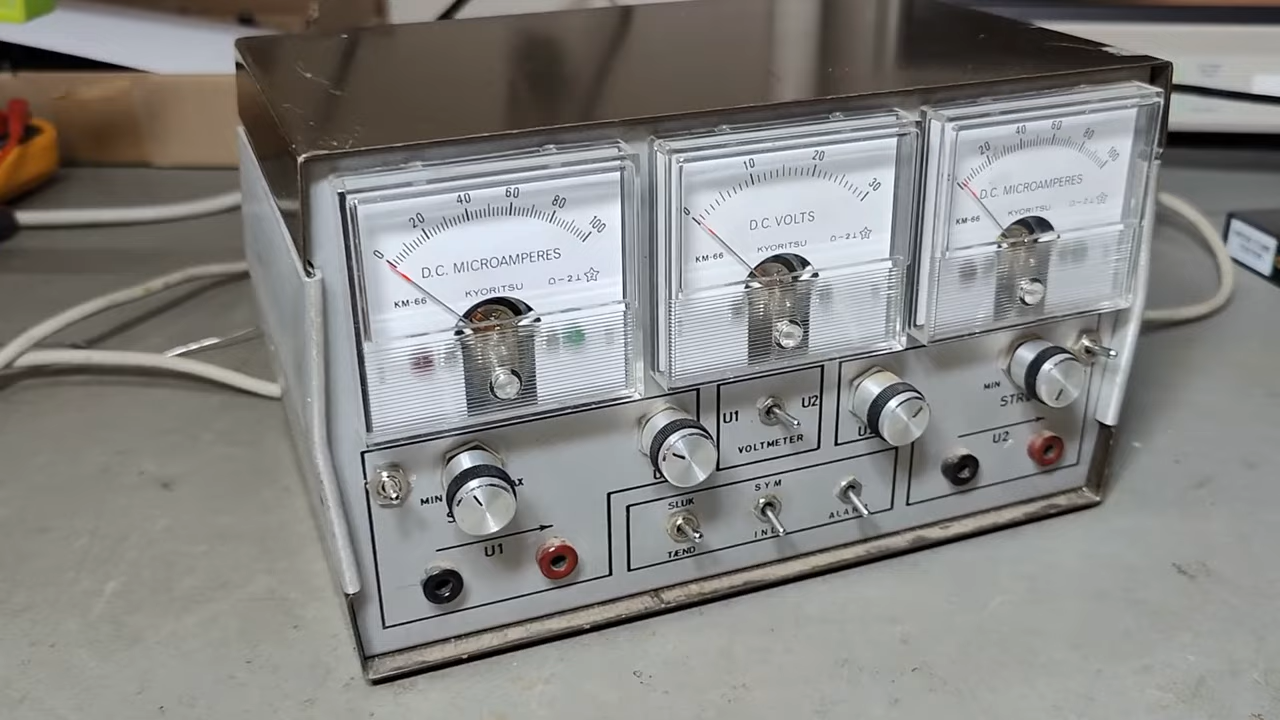 0 20 40 60 80 100
D.C. MICROAMPERES
KYORITSU
KM-66
0 10 20 30
D.C. VOLTS
KYORITSU
KM-66
0 20 40 60 80 100
D.C. MICROAMPERES
KYORITSU
KM-66
MIN
U1
U1 U2
VOLTMETER
SLUK
TÆND
SYM
MIN
U2